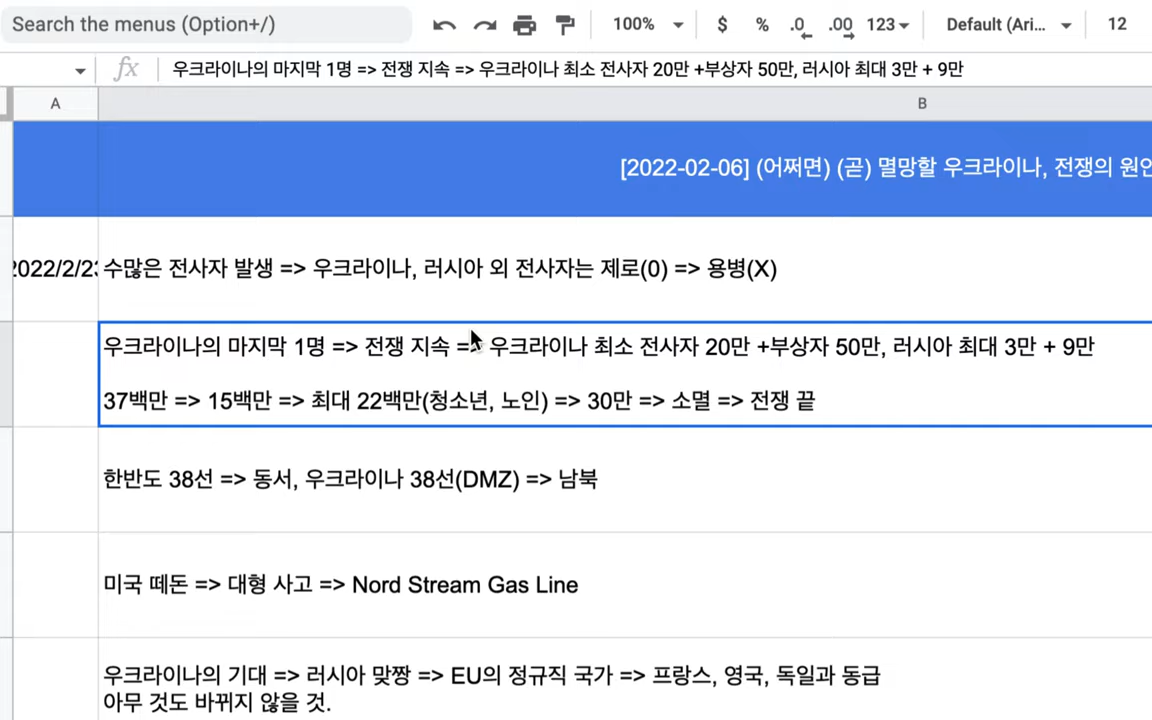 Search the menus (Option+/)
100%
$
%
.0
.00
123
Default (Ari...
12
fx
우크라이나의 마지막 1명 => 전쟁 지속 => 우크라이나 최소 전사자 20만 +부상자 50만, 러시아 최대 3만 + 9만
A
B
[2022-02-06] (어쩌면) (곧) 멸망할 우크라이나, 전쟁의
2022/2/23
수많은 전사자 발생 => 우크라이나, 러시아 외 전사자는 제로(0) => 용병(X)
우크라이나의 마지막 1명 => 전쟁 지속 => 우크라이나 최소 전사자 20만 +부상자 50만, 러시아 최대 3만 + 9만
37백만 => 15백만 => 최대 22백만(청소년, 노인) => 30만 => 소멸 => 전쟁 끝
한반도 38선 => 동서, 우크라이나 38선(DMZ) => 남북
미국 떼돈 => 대형 사고 => Nord Stream Gas Line
우크라이나의 기대 => 러시아 맞짱 => EU의 정규직 국가 => 프랑스, 영국, 독일과 동급
아무 것도 바뀌지 않을 것.